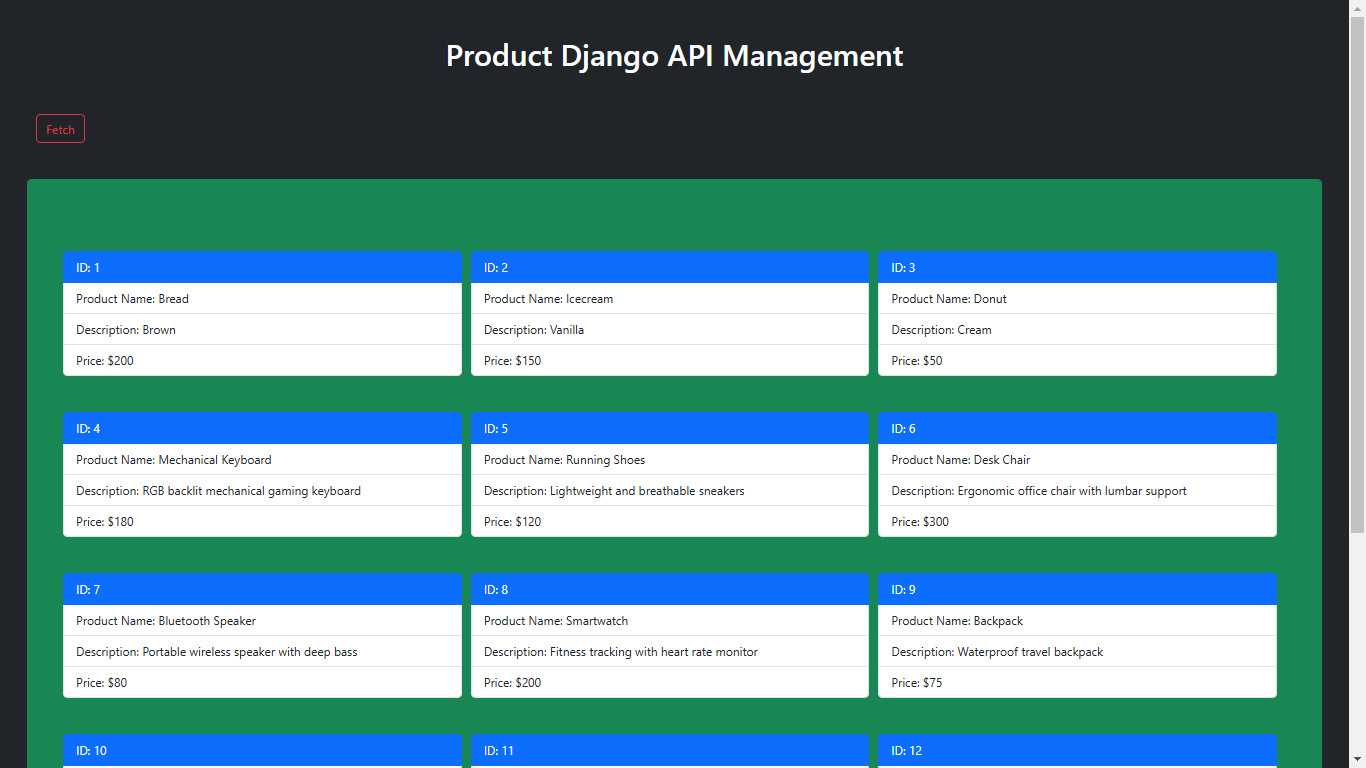 Product Django API Management
Fetch
ID: 1
Product Name: Bread
Description: Brown
Price: $200
ID: 2
Product Name: Icecream
Description: Vanilla
Price: $150
ID: 3
Product Name: Donut
Description: Cream
Price: $50
ID: 4
Product Name: Mechanical Keyboard
Description: RGB backlit mechanical gaming keyboard
Price: $180
ID: 5
Product Name: Running Shoes
Description: Lightweight and breathable sneakers
Price: $120
ID: 6
Product Name: Desk Chair
Description: Ergonomic office chair with lumbar support
Price: $300
ID: 7
Product Name: Bluetooth Speaker
Description: Portable wireless speaker with deep bass
Price: $80
ID: 8
Product Name: Smartwatch
Description: Fitness tracking with heart rate monitor
Price: $200
ID: 9
Product Name: Backpack
Description: Waterproof travel backpack
Price: $75
ID: 10
ID: 11
ID: 12